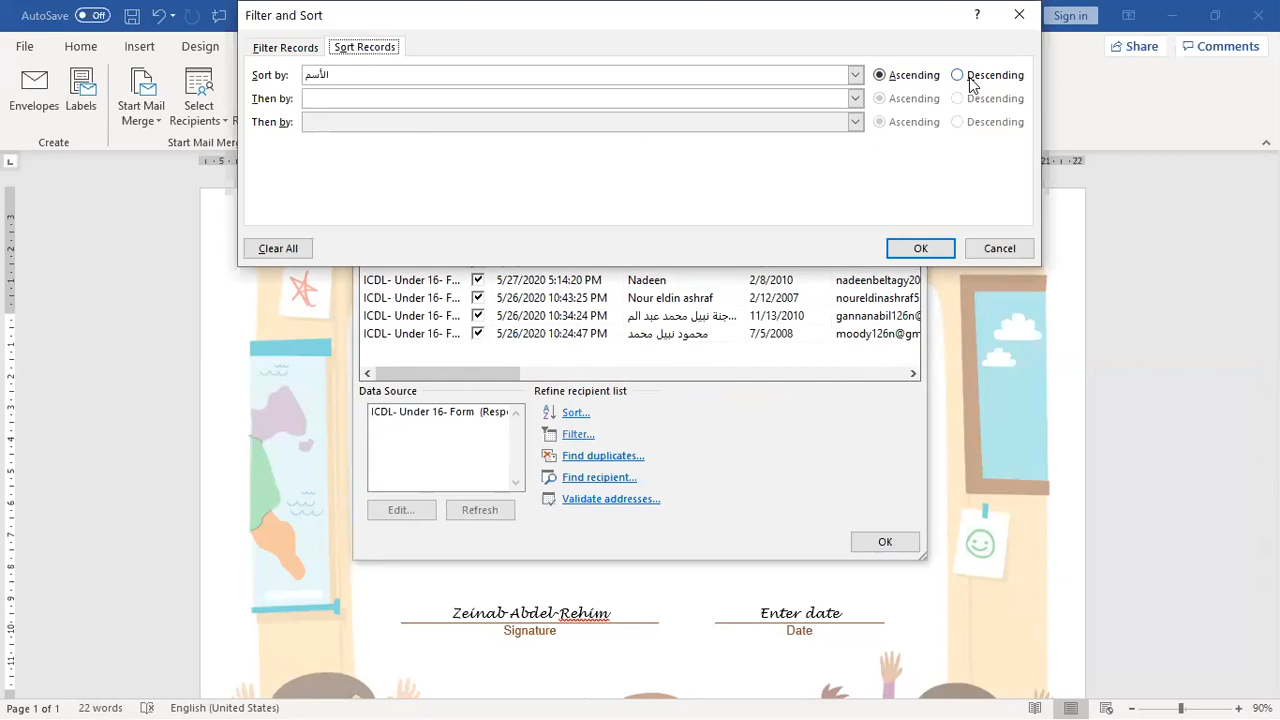 AutoSave Off
Filter and Sort
Sign in
File Home Insert Design
Share Comments
Filter Records Sort Records
Sort by: الأسم Ascending Descending
Then by: Ascending Descending
Then by: Ascending Descending
Envelopes Labels Start Mail Merge Select Recipients
Create Start Mail Mer
Clear All OK Cancel
ICDL- Under 16- F... 5/27/2020 5:14:20 PM Nadeen 2/8/2010 nadeenbeltagy20
ICDL- Under 16- F... 5/26/2020 10:43:25 PM Nour eldin ashraf 2/12/2007 noureldinashraf5
ICDL- Under 16- F... 5/26/2020 10:34:24 PM جنة نبيل محمد عبد الم... 11/13/2010 gannanabil126n@
ICDL- Under 16- F... 5/26/2020 10:24:47 PM محمود نبيل محمد 7/5/2008 moody126n@gm
Data Source Refine recipient list
ICDL- Under 16- Form (Resp
Sort...
Filter...
Find duplicates...
Find recipient...
Validate addresses...
Edit... Refresh
OK
Zeinab Abdel-Rehim Enter date
Signature Date
Page 1 of 1 22 words English (United States) 90%